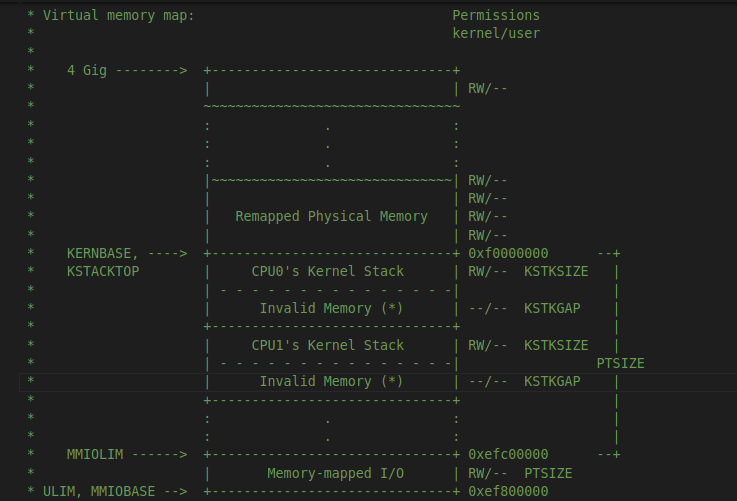 * Virtual memory map:                                Permissions
 *                                                    kernel/user
 *
 *    4 Gig -------->  +------------------------------+
 *                     |                              | RW/--
 *                     ~~~~~~~~~~~~~~~~~~~~~~~~~~~~~~~~
 *                     :              .               :
 *                     :              .               :
 *                     :              .               :
 *                     |~~~~~~~~~~~~~~~~~~~~~~~~~~~~~~| RW/--
 *                     |                              | RW/--
 *                     |   Remapped Physical Memory   | RW/--
 *                     |                              | RW/--
 *    KERNBASE, ---->  +------------------------------+ 0xf0000000      --+
 *    KSTACKTOP        |     CPU0's Kernel Stack      | RW/--  KSTKSIZE   |
 *                     | - - - - - - - - - - - - - - -|                   |
 *                     |      Invalid Memory (*)      | --/--  KSTKGAP    |
 *                     +------------------------------+                   |
 *                     |     CPU1's Kernel Stack      | RW/--  KSTKSIZE   |
 *                     | - - - - - - - - - - - - - - -|                 PTSIZE
 *                     |      Invalid Memory (*)      | --/--  KSTKGAP    |
 *                     +------------------------------+                   |
 *                     :              .               :                   |
 *                     :              .               :                   |
 *    MMIOLIM ------>  +------------------------------+ 0xefc00000      --+
 *                     |       Memory-mapped I/O      | RW/--  PTSIZE
 * ULIM, MMIOBASE -->  +------------------------------+ 0xef800000